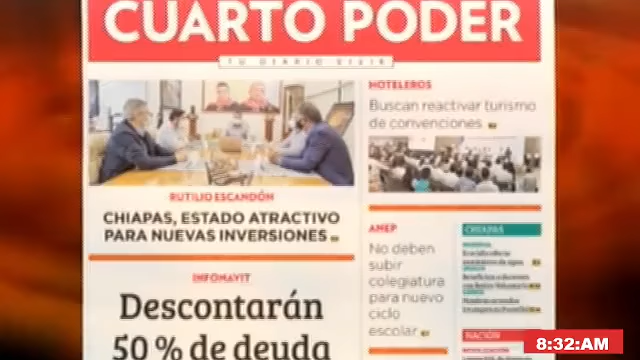 CUARTO PODER
TU DIARIO VIVIR
RUTILIO ESCANDÓN
CHIAPAS, ESTADO ATRACTIVO
PARA NUEVAS INVERSIONES
INFONAVIT
Descontarán
50 % de deuda
HOTELEROS
Buscan reactivar turismo
de convenciones
ANEP
No deben
subir
colegiatura
para nuevo
ciclo
escolar
CHIAPAS
NACIÓN
8:32:AM